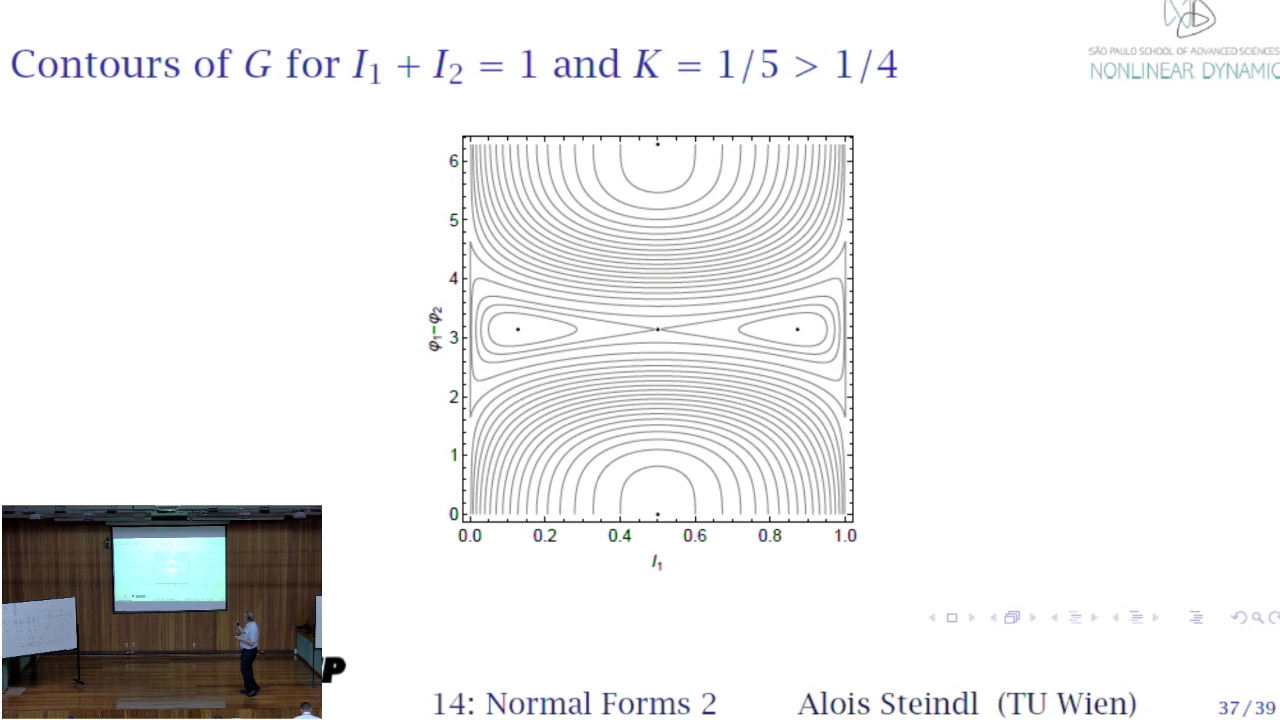 SÃO PAULO SCHOOL OF ADVANCED SCIENCES
NONLINEAR DYNAMIC
Contours of G for I₁ + I₂ = 1 and K = 1/5 > 1/4
6
5
4
3
2
1
0
φ₁−φ₂
0.0 0.2 0.4 0.6 0.8 1.0
I₁
P
14: Normal Forms 2 Alois Steindl (TU Wien) 37/39